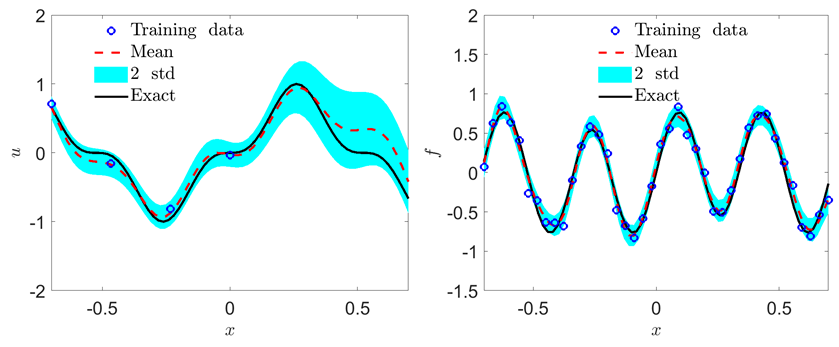 2
1
0
-1
-2
-0.5
0
0.5
x
u
Training data
Mean
2 std
Exact
2
1.5
1
0.5
0
-0.5
-1
-1.5
-0.5
0
0.5
x
f
Training data
Mean
2 std
Exact